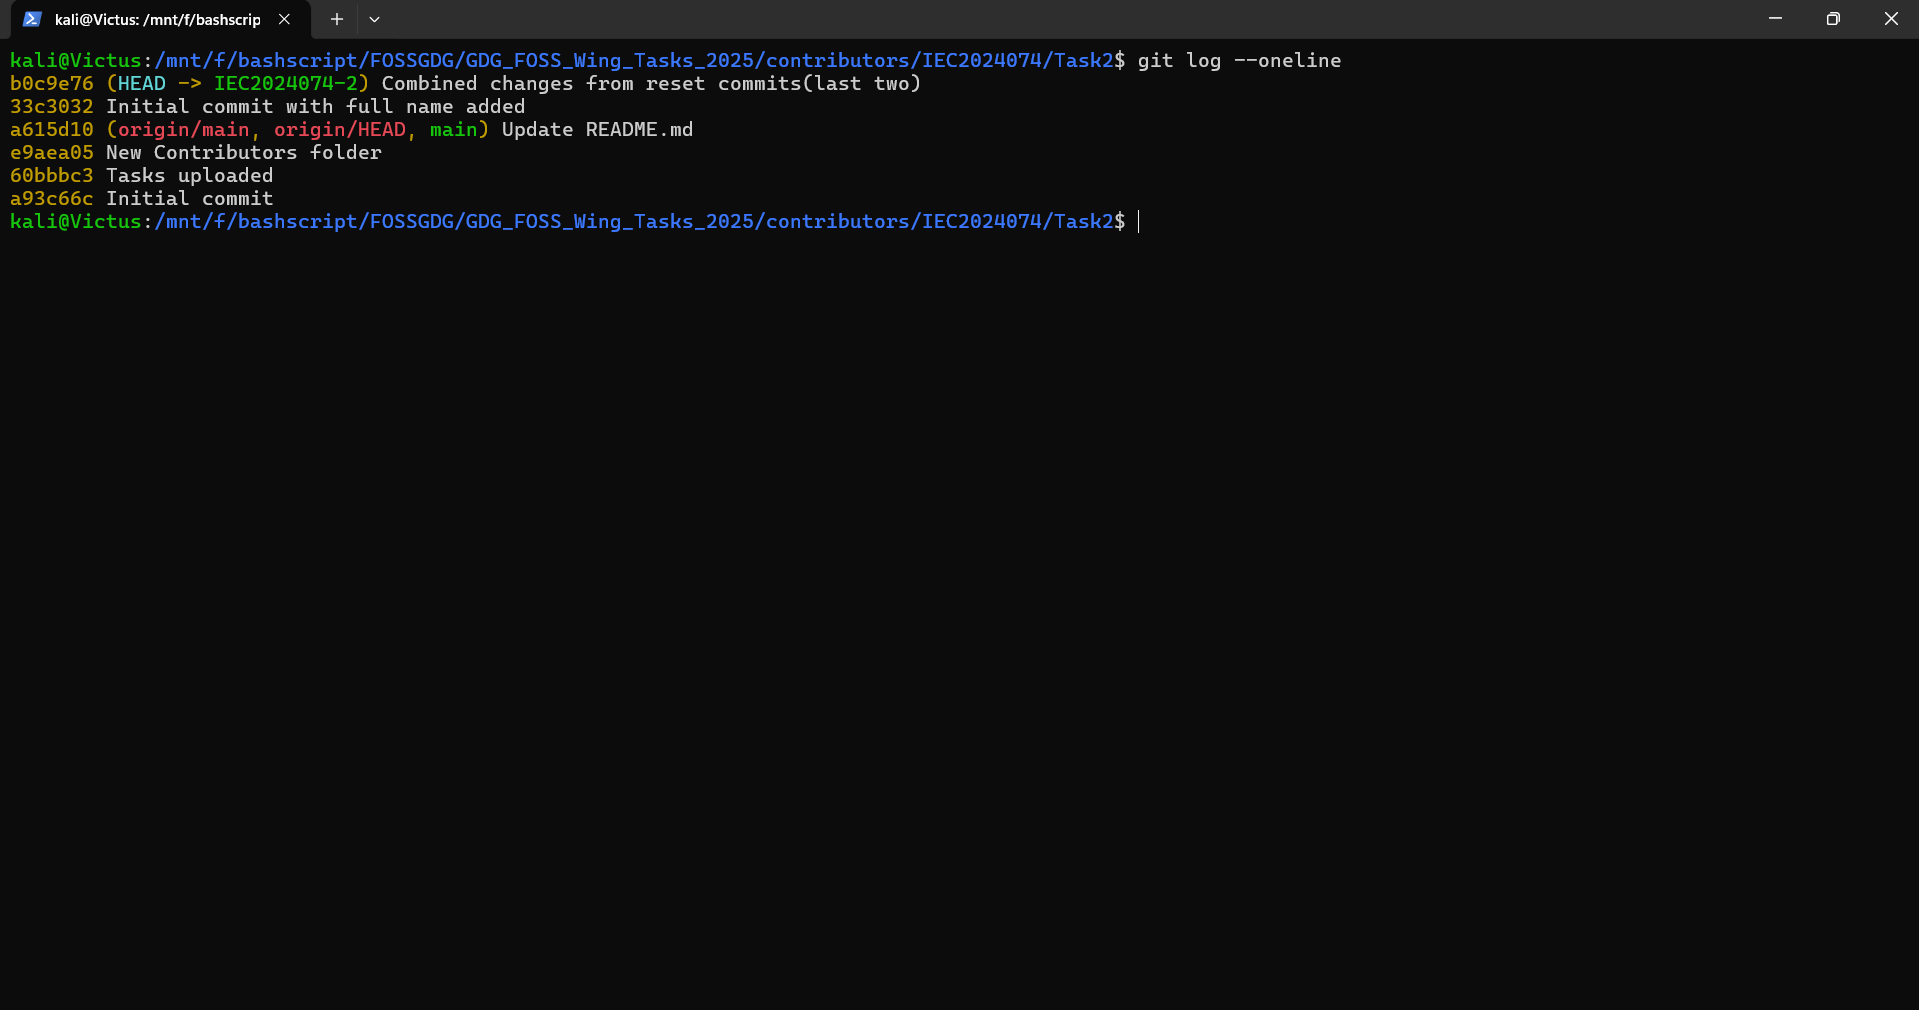 kali@Victus: /mnt/f/bashscrip
kali@Victus:/mnt/f/bashscript/FOSSGDG/GDG_FOSS_Wing_Tasks_2025/contributors/IEC2024074/Task2$ git log --oneline
b0c9e76 (HEAD -> IEC2024074-2) Combined changes from reset commits(last two)
33c3032 Initial commit with full name added
a615d10 (origin/main, origin/HEAD, main) Update README.md
e9aea05 New Contributors folder
60bbbc3 Tasks uploaded
a93c66c Initial commit
kali@Victus:/mnt/f/bashscript/FOSSGDG/GDG_FOSS_Wing_Tasks_2025/contributors/IEC2024074/Task2$